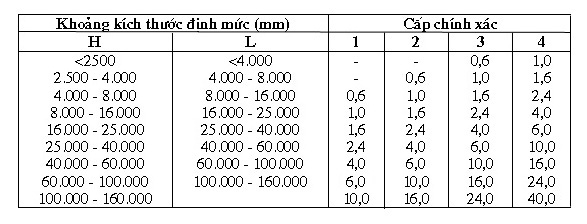 Khoảng kích thước định mức (mm) Cấp chính xác
H L 1 2 3 4
<2500 <4.000 - - 0,6 1,0
2.500 - 4.000 4.000 - 8.000 - 0,6 1,0 1,6
4.000 - 8.000 8.000 - 16.000 0,6 1,0 1,6 2,4
8.000 - 16.000 16.000 - 25.000 1,0 1,6 2,4 4,0
16.000 - 25.000 25.000 - 40.000 1,6 2,4 4,0 6,0
25.000 - 40.000 40.000 - 60.000 2,4 4,0 6,0 10,0
40.000 - 60.000 60.000 - 100.000 4,0 6,0 10,0 16,0
60.000 - 100.000 100.000 - 160.000 6,0 10,0 16,0 24,0
100.000 - 160.000 10,0 16,0 24,0 40,0